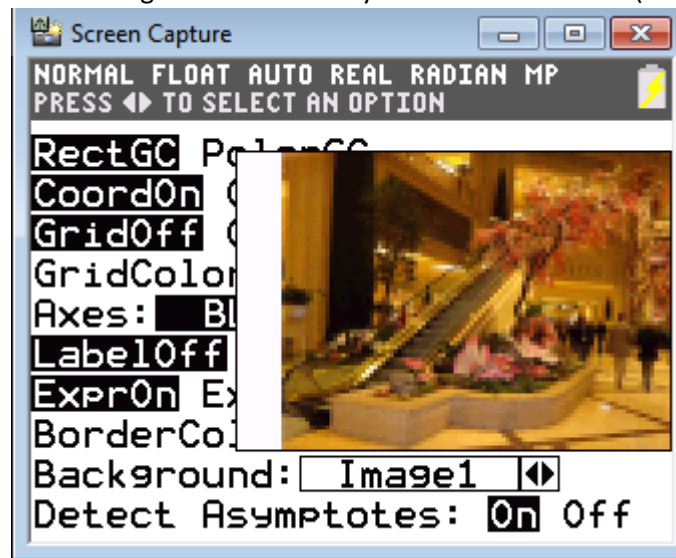 Screen Capture
NORMAL FLOAT AUTO REAL RADIAN MP
PRESS ◄► TO SELECT AN OPTION
RectGC
CoordOn
GridOff
GridColor
Axes:
LabelOff
ExprOn
Background: Image1
Detect Asymptotes: On Off